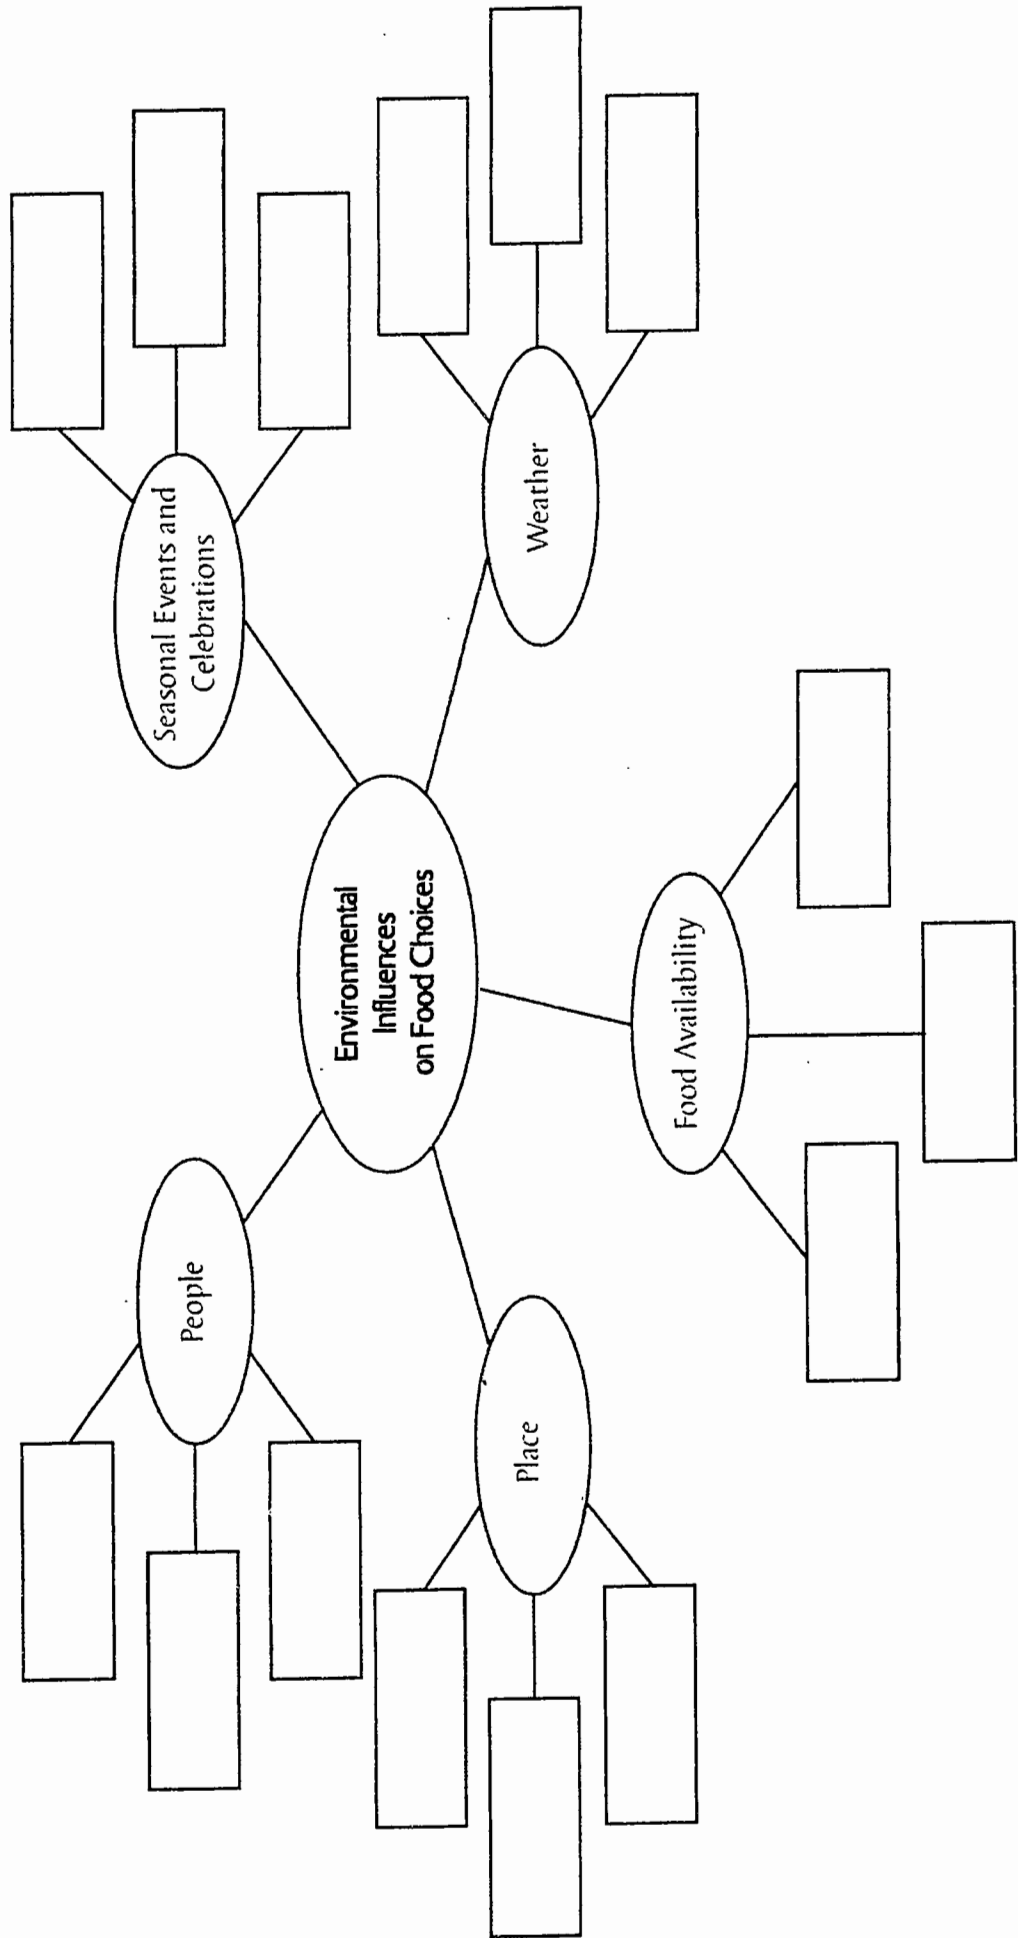 Environmental
Influences
on Food Choices
People
Seasonal Events and
Celebrations
Place
Weather
Food Availability